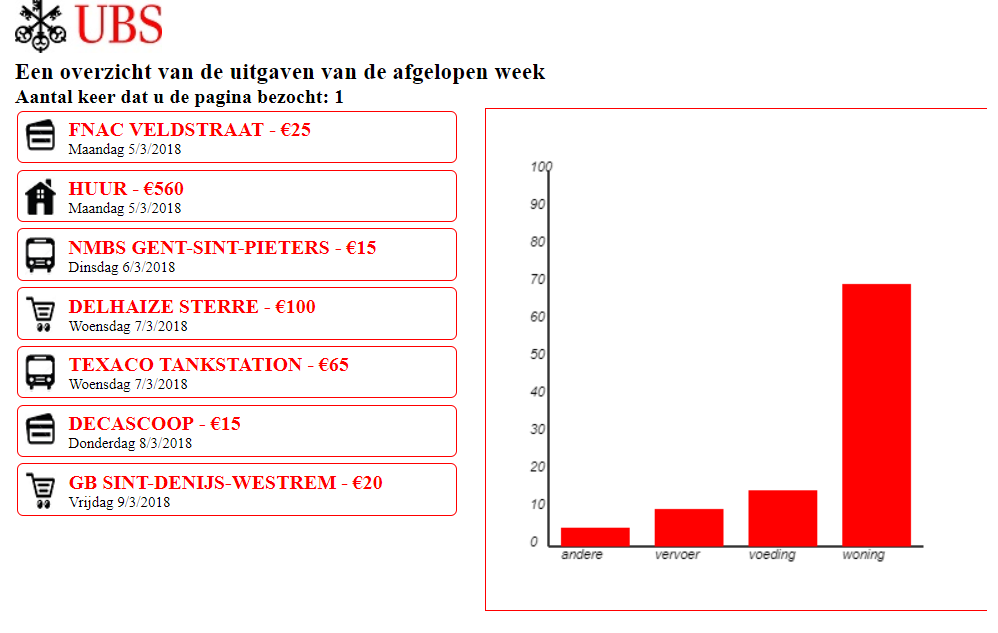 UBS
Een overzicht van de uitgaven van de afgelopen week
Aantal keer dat u de pagina bezocht: 1
FNAC VELDSTRAAT - €25
Maandag 5/3/2018
HUUR - €560
Maandag 5/3/2018
NMBS GENT-SINT-PIETERS - €15
Dinsdag 6/3/2018
DELHAIZE STERRE - €100
Woensdag 7/3/2018
TEXACO TANKSTATION - €65
Woensdag 7/3/2018
DECASCOOP - €15
Donderdag 8/3/2018
GB SINT-DENIJS-WESTREM - €20
Vrijdag 9/3/2018
100
90
80
70
60
50
40
30
20
10
0
andere vervoer voeding woning